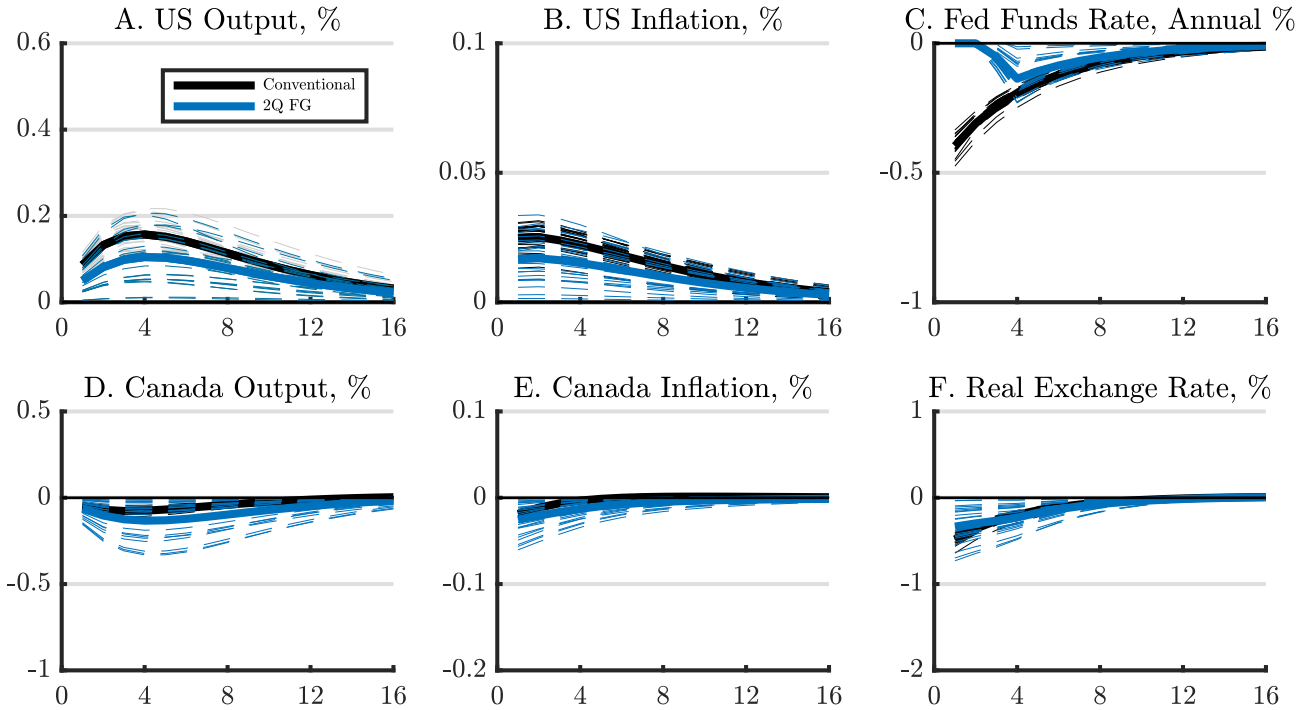 A. US Output, %
B. US Inflation, %
C. Fed Funds Rate, Annual %
0.6
0.4
0.2
0
Conventional
2Q FG
0 4 8 12 16
0.1
0.05
0
0 4 8 12 16
0
-0.5
-1
0 4 8 12 16
D. Canada Output, %
E. Canada Inflation, %
F. Real Exchange Rate, %
0.5
0
-0.5
-1
0 4 8 12 16
0.1
0
-0.1
-0.2
0 4 8 12 16
1
0
-1
-2
0 4 8 12 16